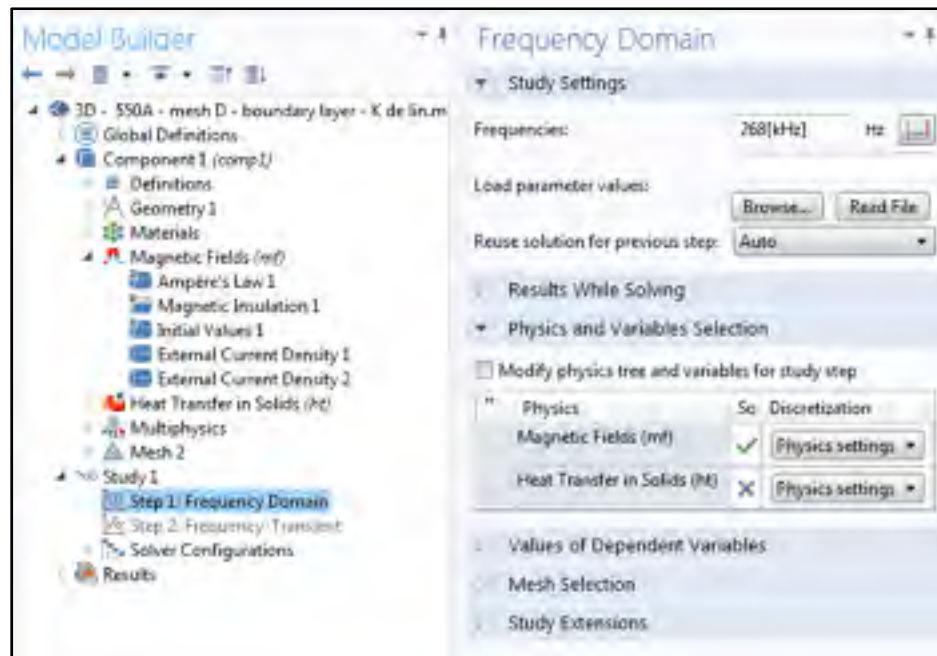 Model Builder
3D - 550A - mesh D - boundary layer - K de lin.m
Global Definitions
Component 1 (comp1)
Definitions
Geometry 1
Materials
Magnetic Fields (mf)
Ampère's Law 1
Magnetic Insulation 1
Initial Values 1
External Current Density 1
External Current Density 2
Heat Transfer in Solids (ht)
Multiphysics
Mesh 2
Study 1
Step 1: Frequency Domain
Step 2: Frequency-Transient
Solver Configurations
Results
Frequency Domain
Study Settings
Frequencies: 268[kHz] Hz
Load parameter values:
Browse... Read File
Reuse solution for previous step: Auto
Results While Solving
Physics and Variables Selection
Modify physics tree and variables for study step
Physics So Discretization
Magnetic Fields (mf) Physics settings
Heat Transfer in Solids (ht) Physics settings
Values of Dependent Variables
Mesh Selection
Study Extensions